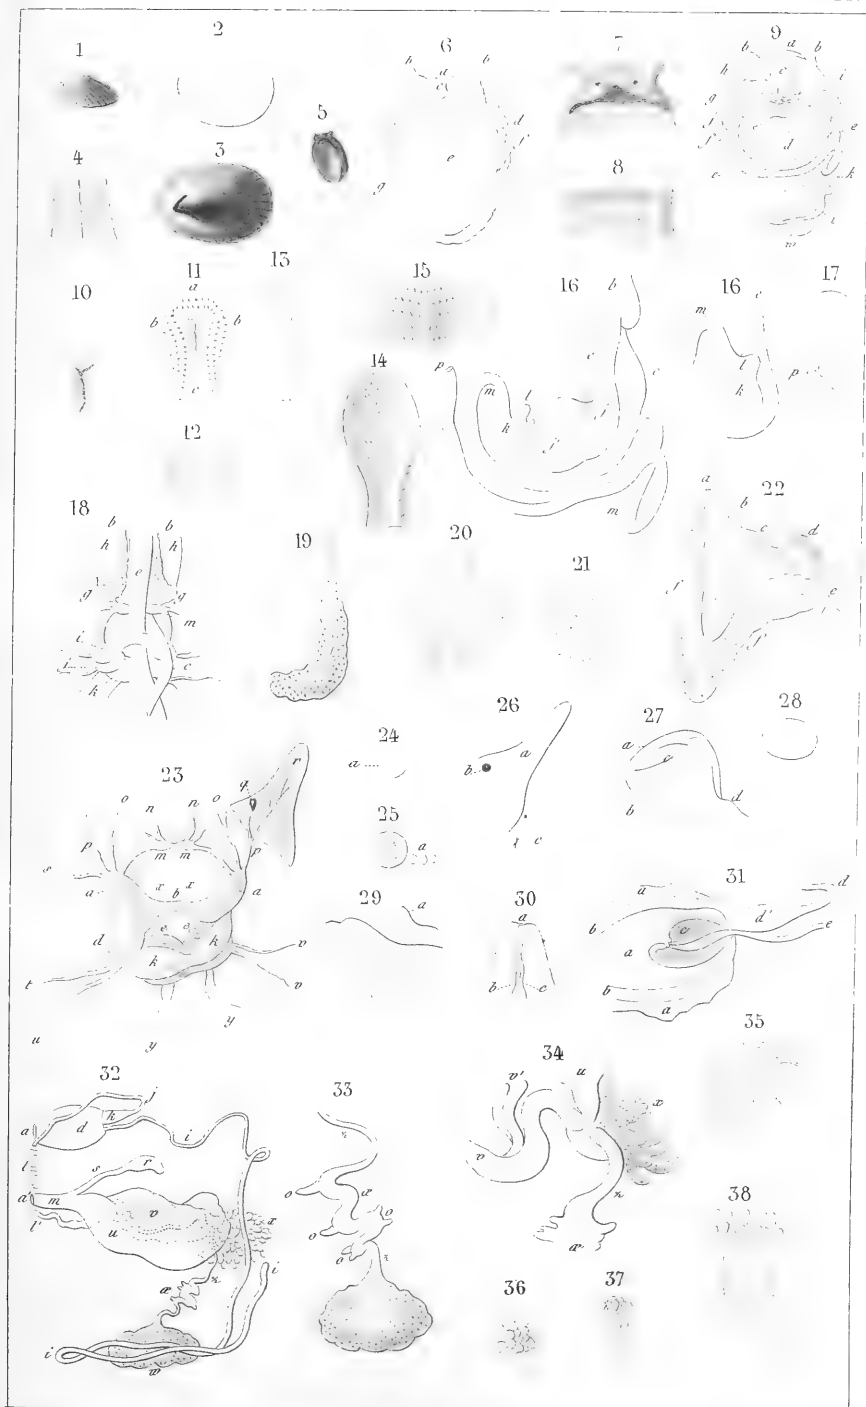 1
2
3
4
5
6
b
b
a
c
d
f
e
g
7
8
9
b
a
b
h
c
i
g
e
d
k
l
m
10
11
a
b
b
c
12
13
14
15
16
b
c
c
p
m
l
k
j
j
m
16
c
m
l
k
17
p
18
b
b
h
h
c
g
g
m
i
c
k
19
20
21
22
a
b
c
d
e
f
f
23
o
n
n
o
q
r
p
m
m
p
s
a
x
b
x
a
e
e
d
k
k
v
v
t
u
y
y
24
a
25
a
26
a
b
c
27
a
c
b
d
28
29
a
30
a
b
c
31
a
d
b
d'
c
e
a
b
a
32
j
k
a
d
i
l
s
r
a'
m
v
l'
u
x
z
i
æ
i
w
33
z
o
x
o
o
o
z
34
v'
u
x
v
z
æ
35
36
37
38